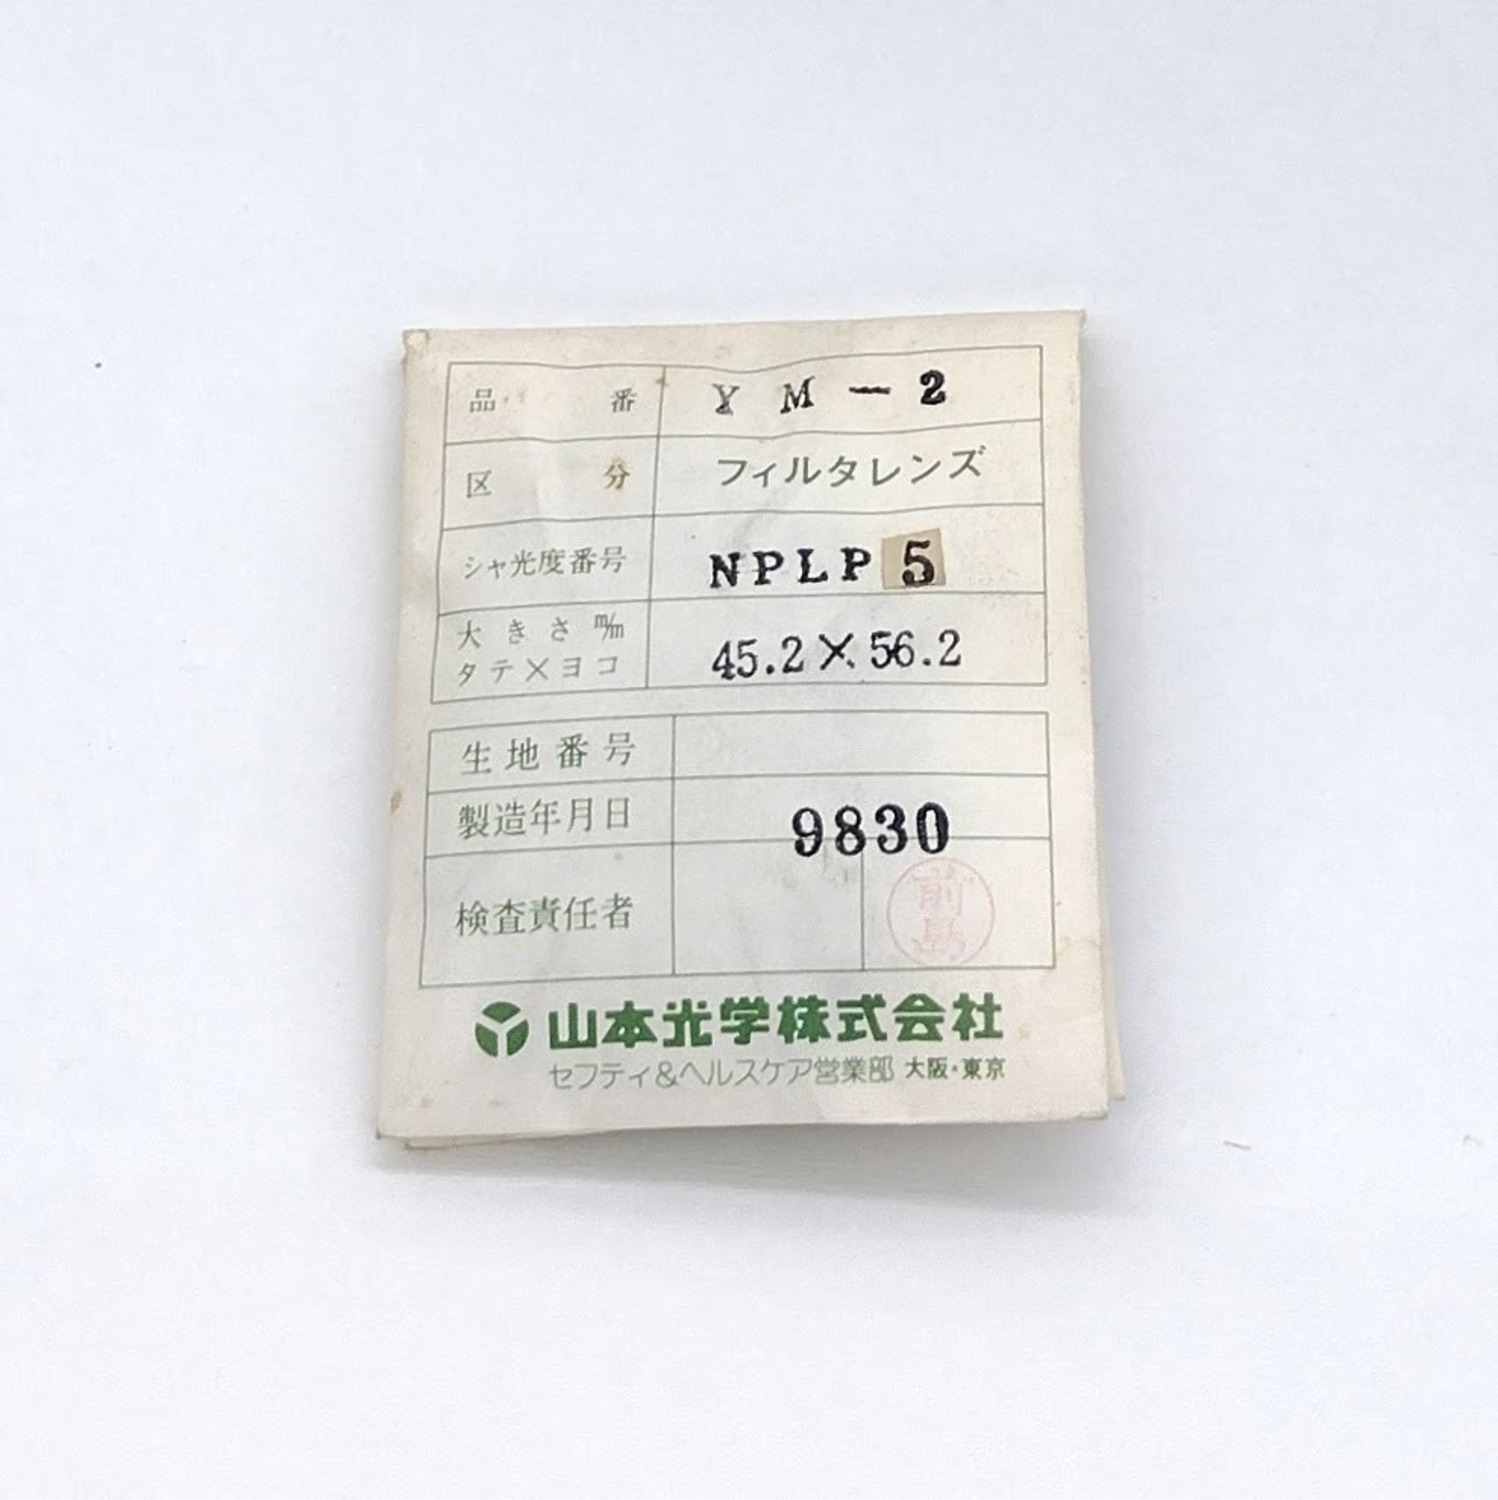 品番 YM-2
区分 フィルタレンズ
シャ光度番号 NPLP 5
大きさ m/m
タテ×ヨコ 45.2×56.2
生地番号
製造年月日 9830
検査責任者
山本光学株式会社
セフティ&ヘルスケア営業部 大阪・東京